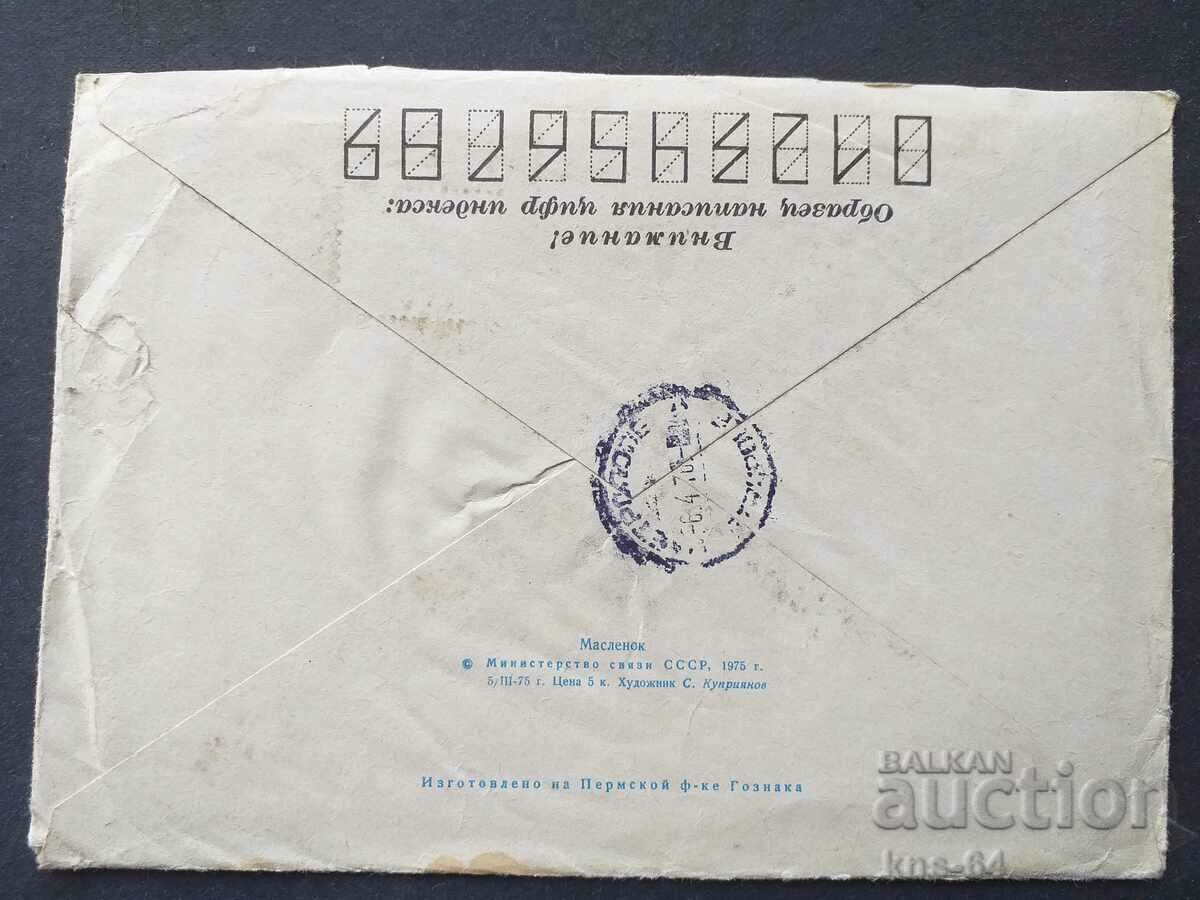 Внимание!
Образец написания цифр индекса:
0123456789
Масленок
© Министерство связи СССР, 1975 г.
5/III-75 г. Цена 5 к. Художник С. Куприянов
Изготовлено на Пермской ф-ке Гознака
BALKAN
auction
kns-64